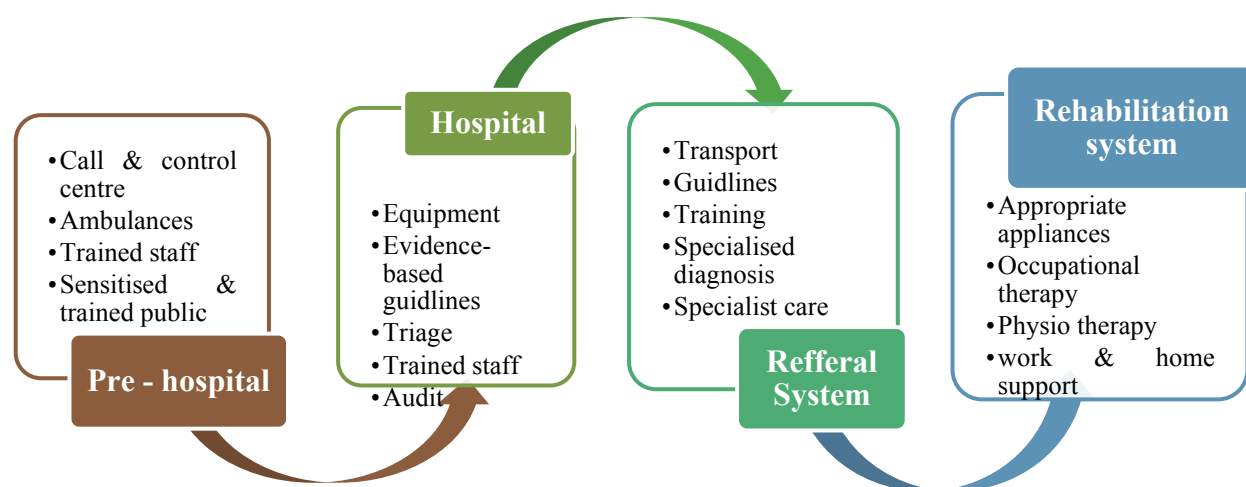 •Call & control
centre
•Ambulances
•Trained staff
•Sensitised &
trained public
Pre - hospital
Hospital
•Equipment
•Evidence-
based
guidlines
•Triage
•Trained staff
•Audit
•Transport
•Guidlines
•Training
•Specialised
diagnosis
•Specialist care
Refferal
System
Rehabilitation
system
•Appropriate
appliances
•Occupational
therapy
•Physio therapy
•work & home
support